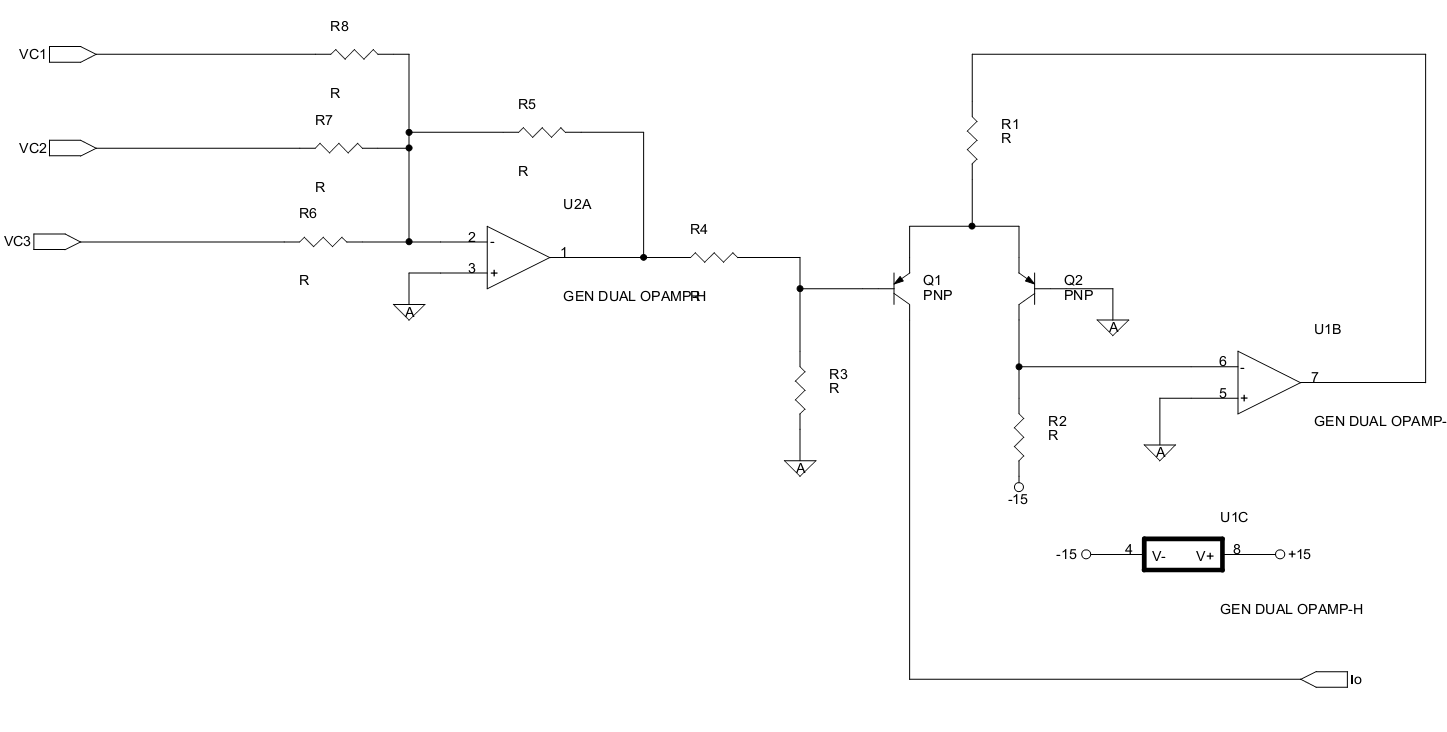 R8
VC1
R
R7
VC2
R
R6
VC3
R
R5
R
U2A
2
-
3
+
1
GEN DUAL OPAMP-H
A
R4
R
R3
R
A
R1
R
Q1
PNP
Q2
PNP
A
U1B
6
-
5
+
7
GEN DUAL OPAMP-
A
R2
R
-15
U1C
-15
4
V-
V+
8
+15
GEN DUAL OPAMP-H
Io